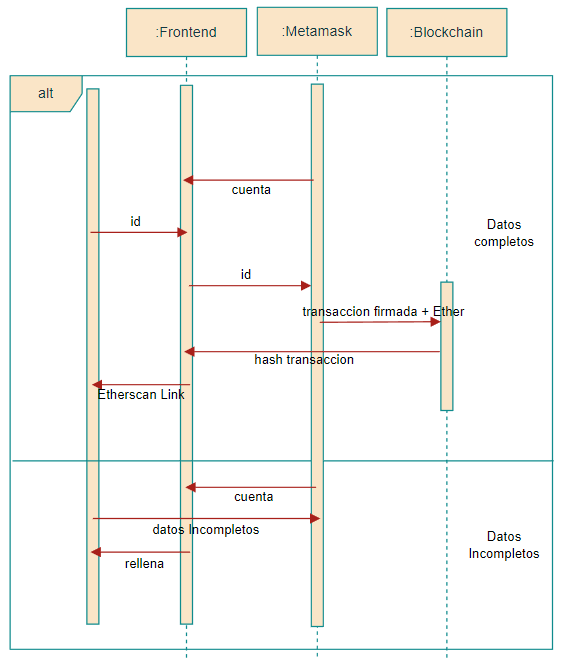 :Frontend
:Metamask
:Blockchain
alt
cuenta
id
Datos
completos
id
transaccion firmada + Ether
hash transaccion
Etherscan Link
cuenta
datos Incompletos
Datos
Incompletos
rellena